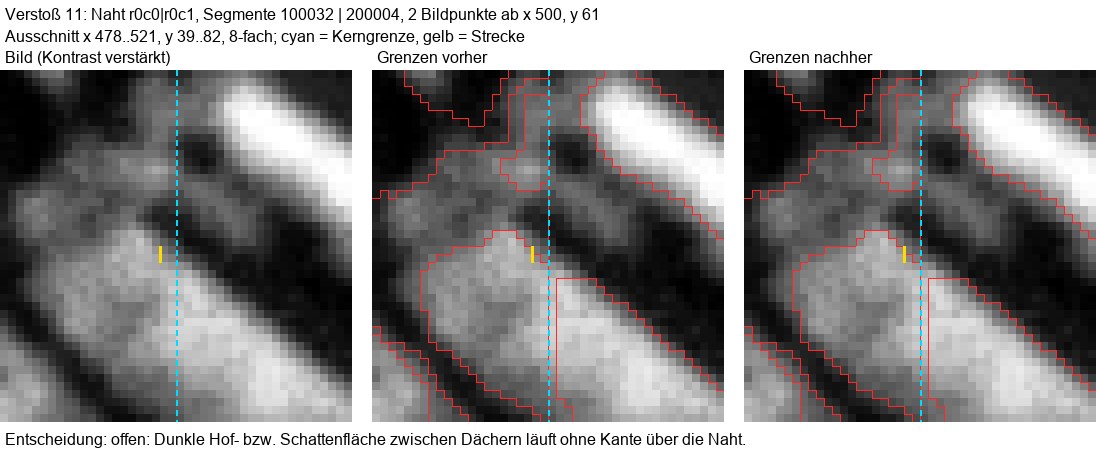 Verstoß 11: Naht r0c0|r0c1, Segmente 100032 | 200004, 2 Bildpunkte ab x 500, y 61
Ausschnitt x 478..521, y 39..82, 8-fach; cyan = Kerngrenze, gelb = Strecke
Bild (Kontrast verstärkt) Grenzen vorher Grenzen nachher
Entscheidung: offen: Dunkle Hof- bzw. Schattenfläche zwischen Dächern läuft ohne Kante über die Naht.